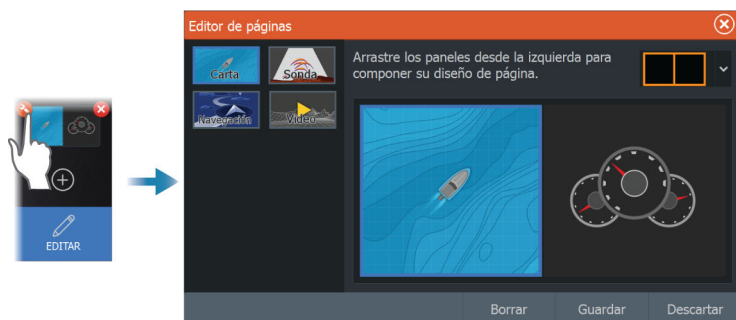 EDITAR
Editor de páginas
Carta
Sonda
Navegación
Vídeo
Arrastre los paneles desde la izquierda para
componer su diseño de página.
Borrar
Guardar
Descartar